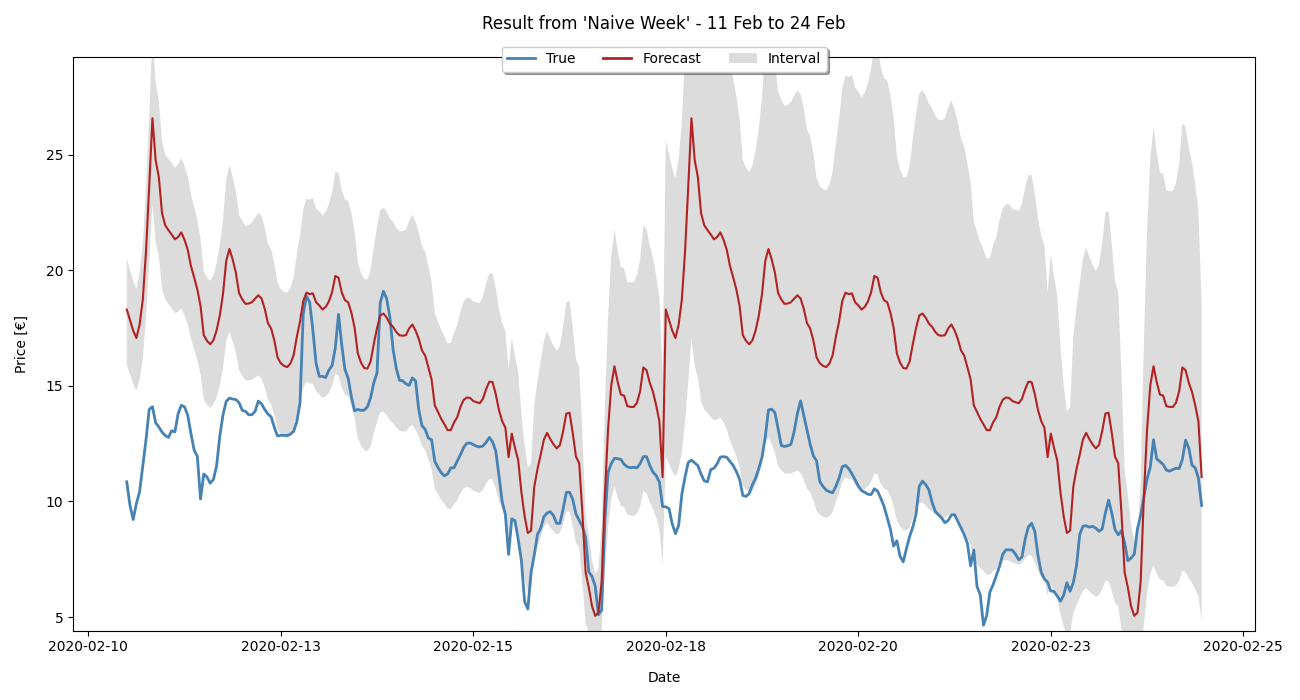 Result from 'Naive Week' - 11 Feb to 24 Feb
True Forecast Interval
Price [€]
25
20
15
10
5
2020-02-10 2020-02-13 2020-02-15 2020-02-18 2020-02-20 2020-02-23 2020-02-25
Date